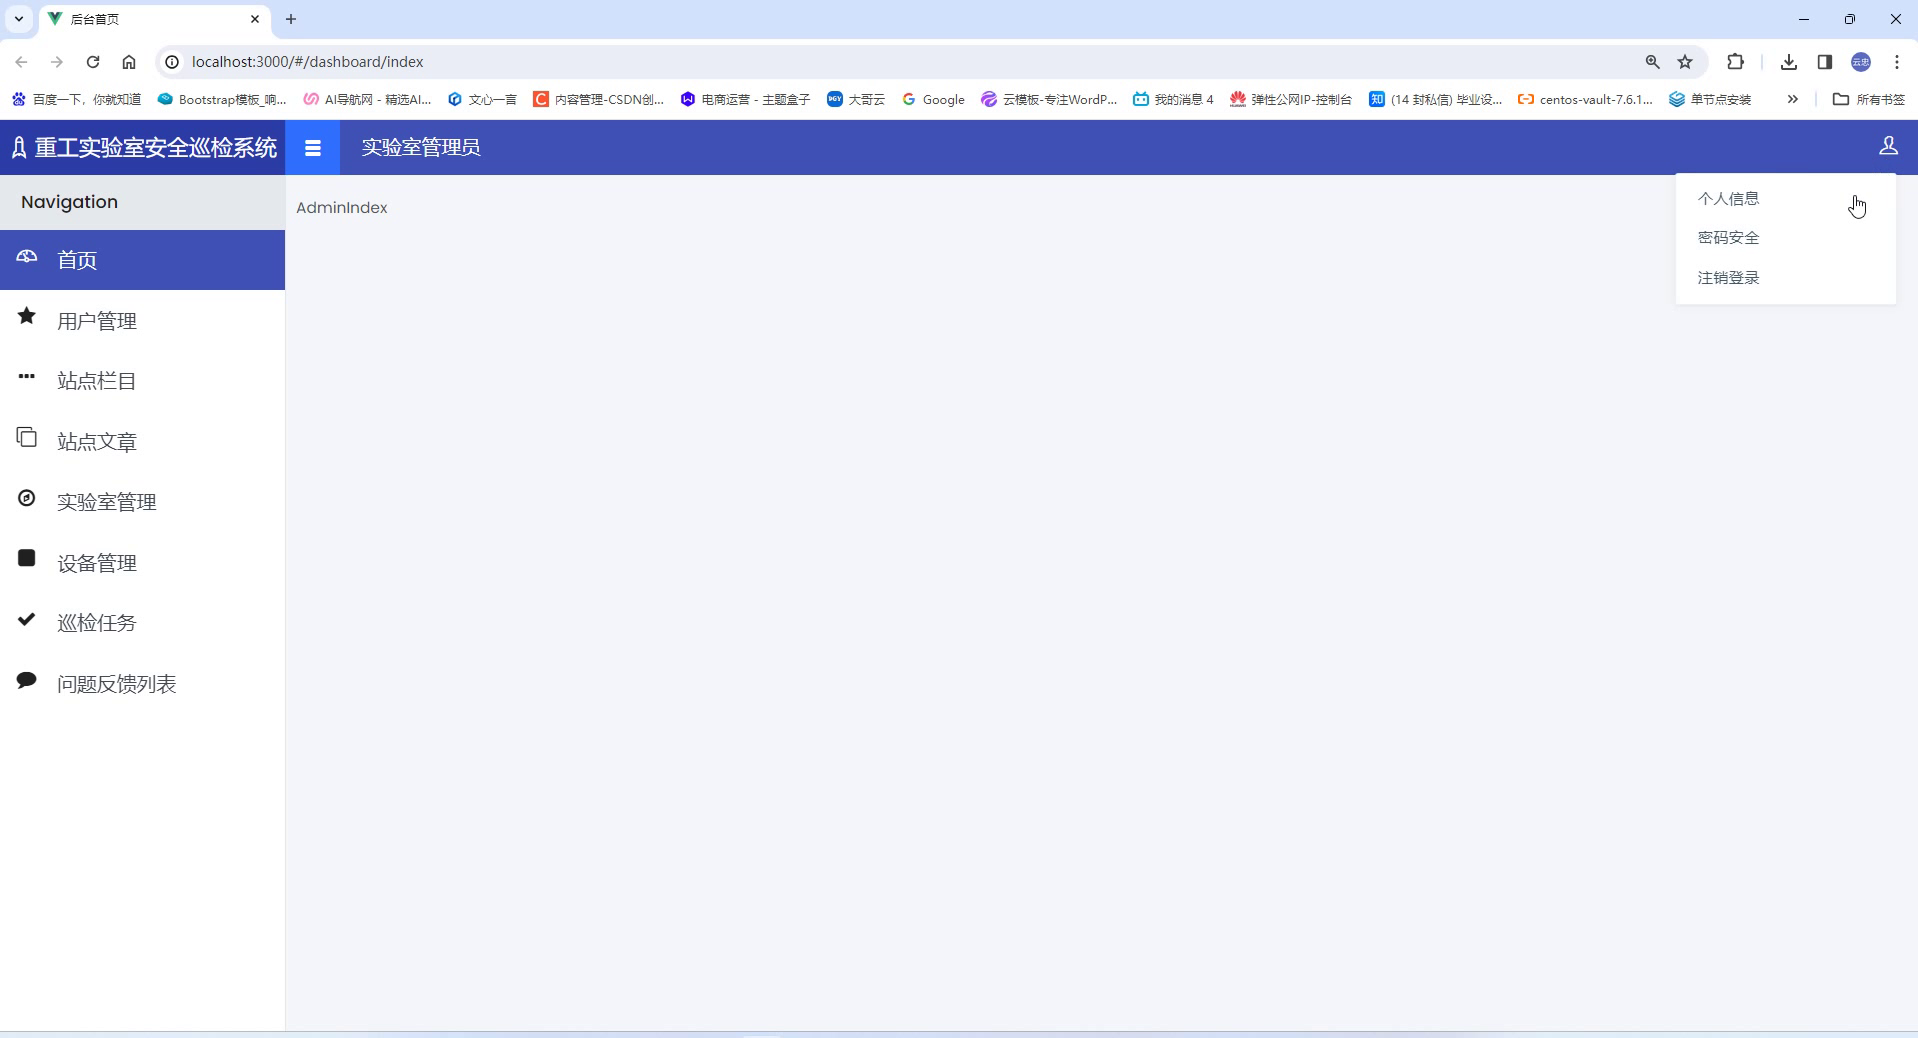 后台首页
localhost:3000/#/dashboard/index
云忠
百度一下，你就知道 Bootstrap模板_响... AI导航网 - 精选AI... 文心一言 内容管理-CSDN创... 电商运营 - 主题盒子 大哥云 Google 云模板-专注WordP... 我的消息 4 弹性公网IP-控制台 (14 封私信) 毕业设... centos-vault-7.6.1... 单节点安装 所有书签
重工实验室安全巡检系统 实验室管理员
Navigation
AdminIndex
个人信息
密码安全
注销登录
首页
用户管理
站点栏目
站点文章
实验室管理
设备管理
巡检任务
问题反馈列表